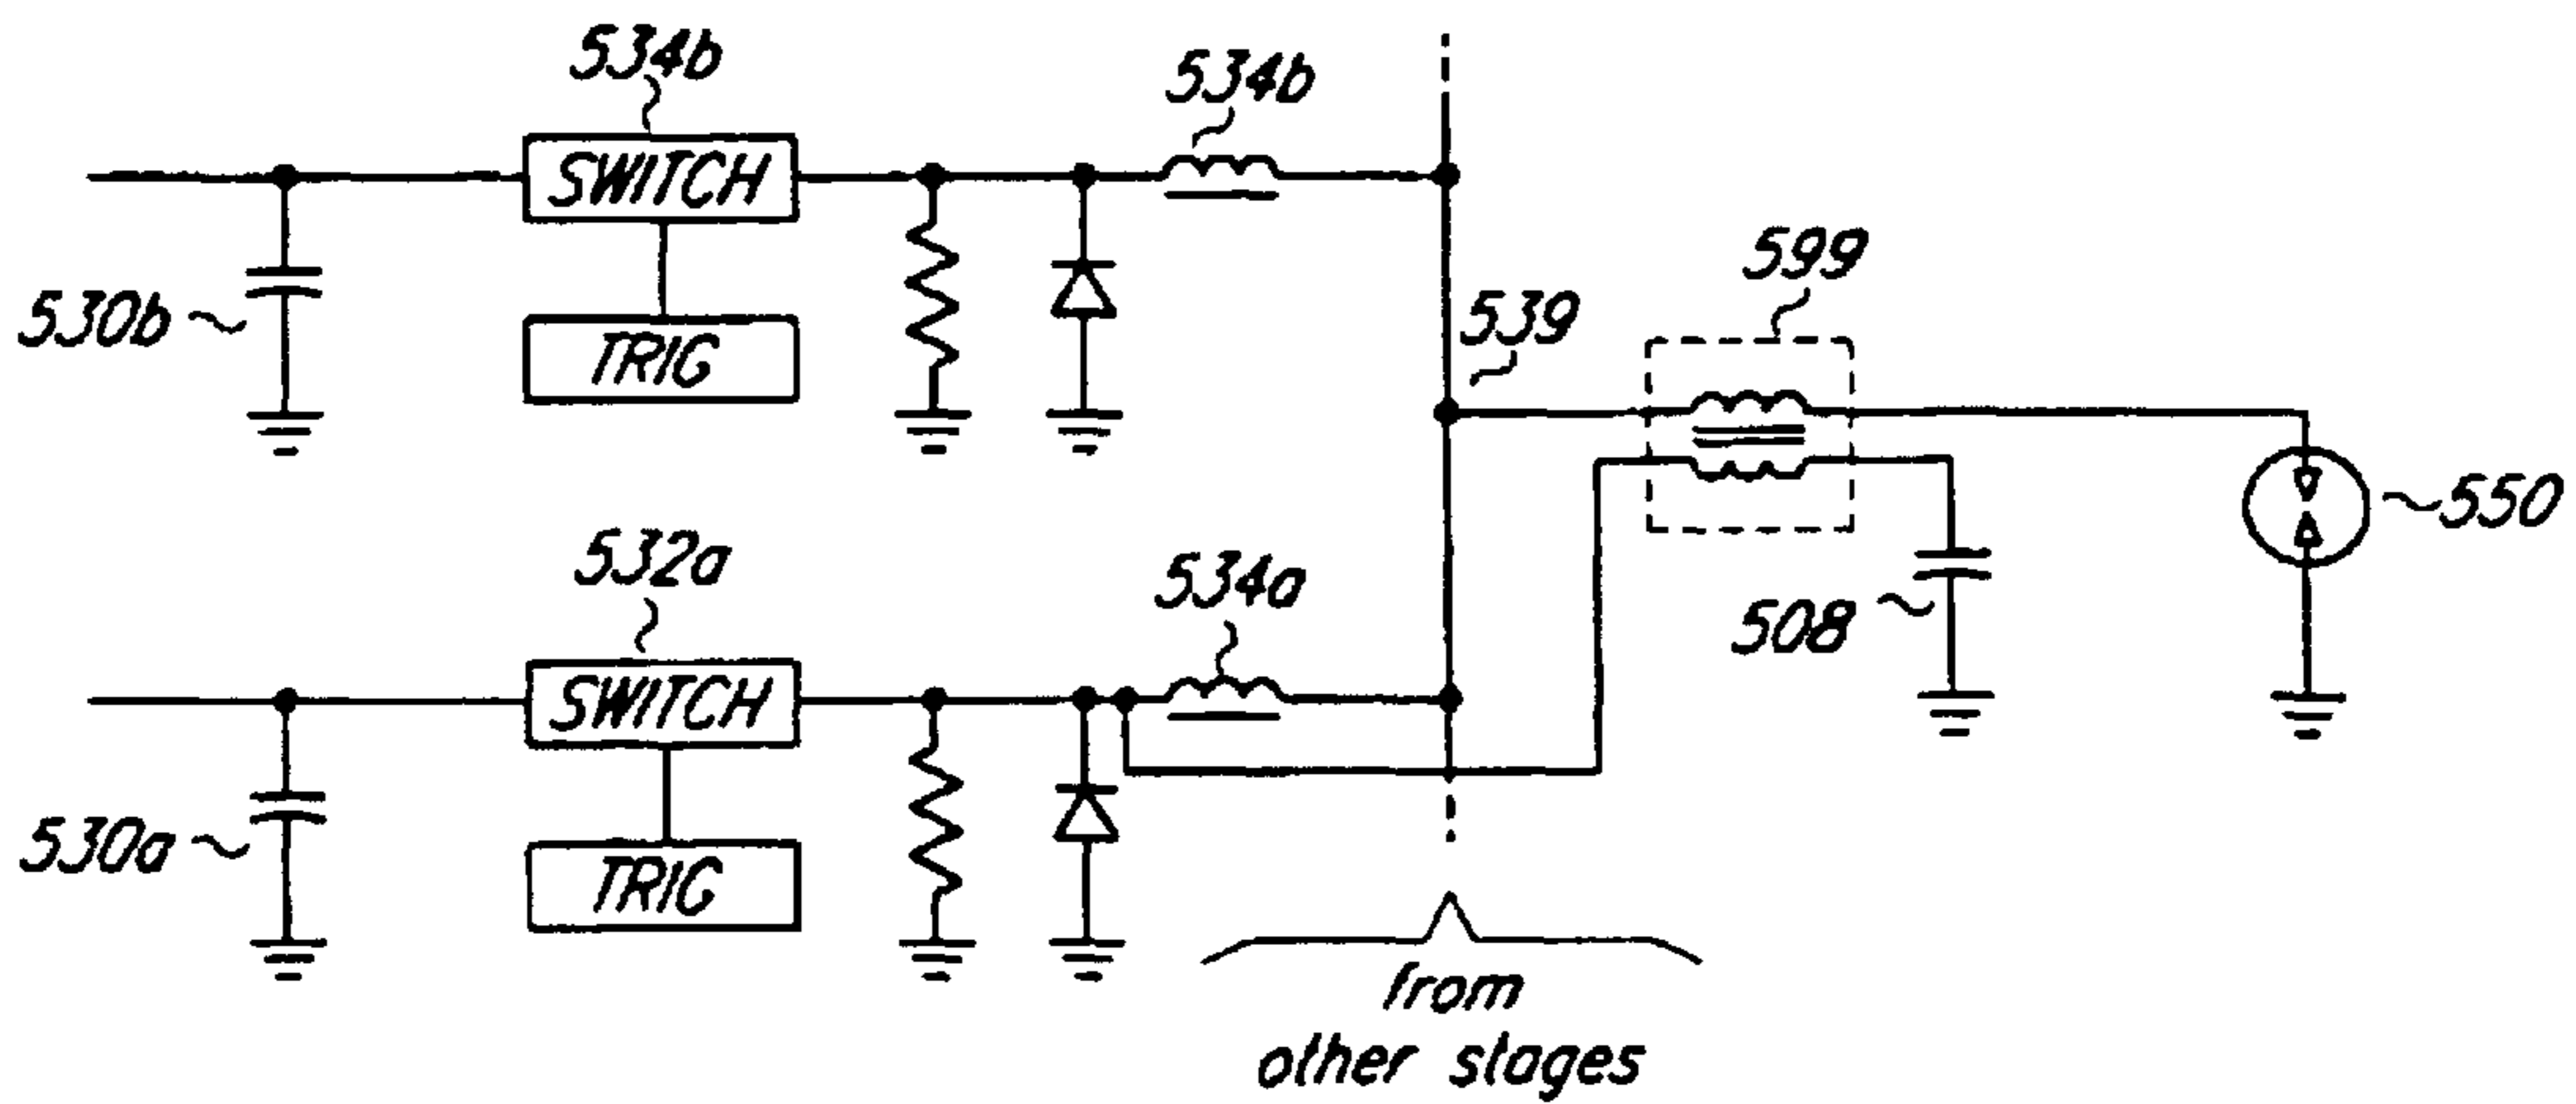 534b
534b
SWITCH
599
530b
539
TRIG
550
532a
534a
508
SWITCH
530a
TRIG
from
other stages